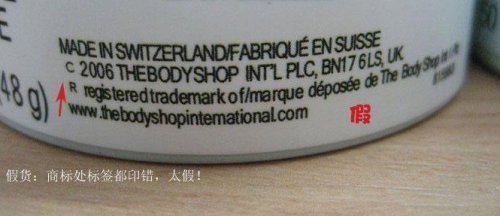 E
48 g)
MADE IN SWITZERLAND/FABRIQUÉ EN SUISSE
C 2006 THEBODYSHOP INT'L PLC, BN17 6LS, UK
R registered trademark of/marque déposée de The Body Shop Int'l Plc
www.thebodyshopinternational.com
假
假货：商标处标签都印错，太假！